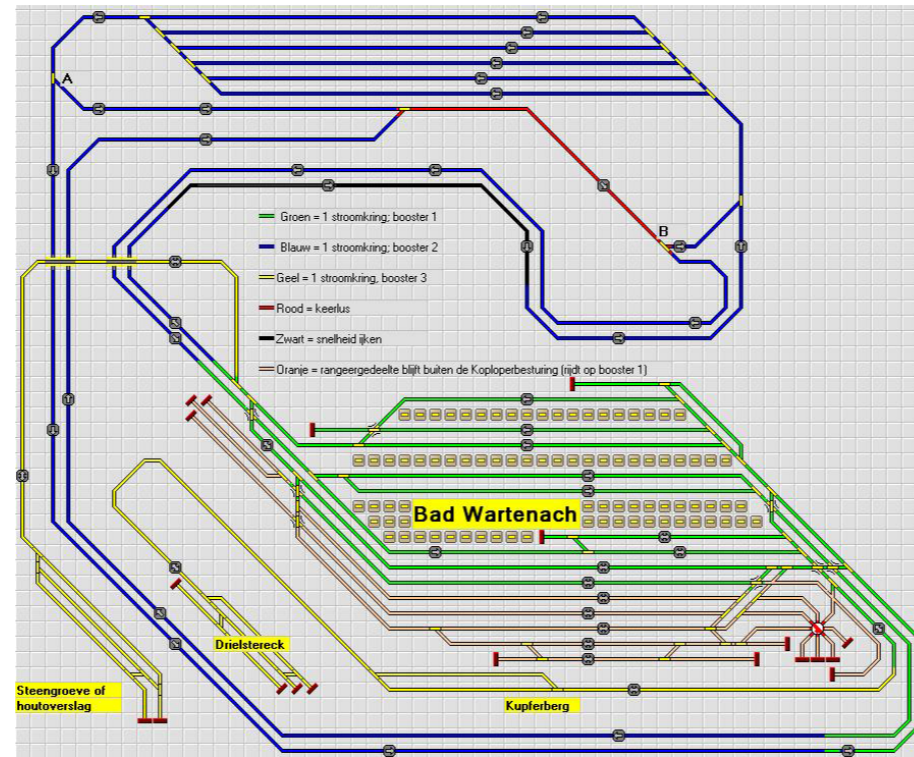 A
B
Groen = 1 stroomkring; booster 1
Blauw = 1 stroomkring; booster 2
Geel = 1 stroomkring, booster 3
Rood = keerlus
Zwart = snelheid ijken
Oranje = rangeergedeelte blijft buiten de Koploperbesturing (rijdt op booster 1)
Bad Wartenach
Drielstereck
Steengroeve of
houtoverslag
Kupferberg